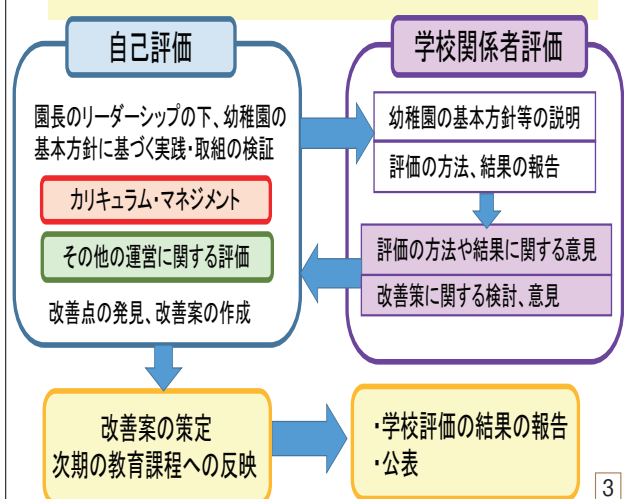 自己評価
園長のリーダーシップの下、幼稚園の
基本方針に基づく実践・取組の検証
カリキュラム・マネジメント
その他の運営に関する評価
改善点の発見、改善案の作成
学校関係者評価
幼稚園の基本方針等の説明
評価の方法、結果の報告
評価の方法や結果に関する意見
改善策に関する検討、意見
改善案の策定
次期の教育課程への反映
・学校評価の結果の報告
・公表
3